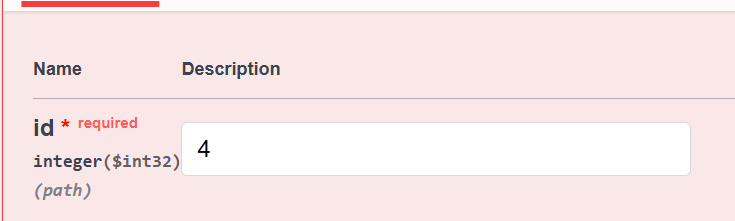 Name Description
id * required
4
integer($int32)
(path)